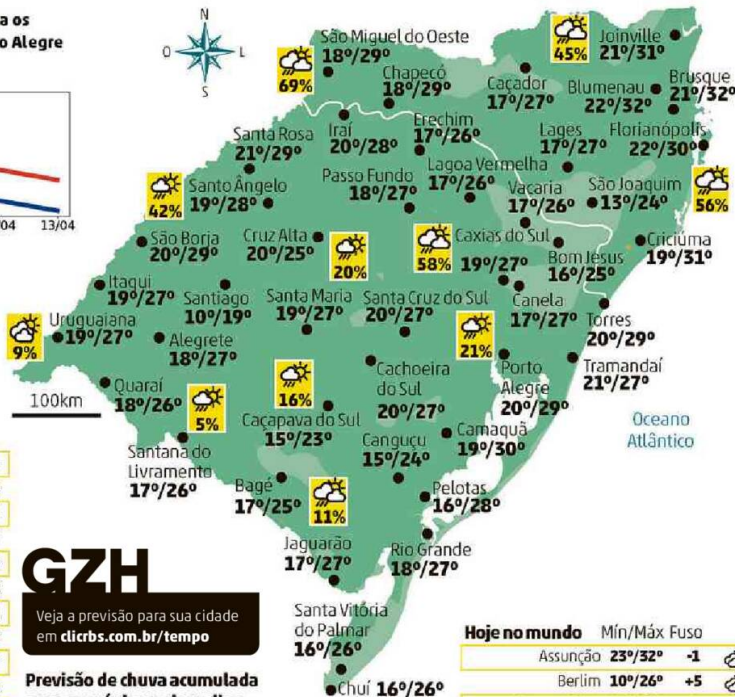 a os
o Alegre
/04
13/04
N
O
L
S
São Miguel do Oeste
18º/29º
69%
Chapecó
18º/29º
45%
Joinville
21º/31º
Caçador
17º/27º
Blumenau
22º/32º
Brusque
21º/32º
Erechim
17º/26º
Iraí
20º/28º
Santa Rosa
21º/29º
Lages
17º/27º
Florianópolis
22º/30º
56%
Lagoa Vermelha
17º/26º
Passo Fundo
18º/27º
Vacaria
17º/26º
São Joaquim
13º/24º
42%
Santo Ângelo
19º/28º
São Borja
20º/29º
Cruz Alta
20º/25º
20%
58%
Caxias do Sul
19º/27º
Bom Jesus
16º/25º
Criciúma
19º/31º
Itaqui
19º/27º
Santiago
10º/19º
Santa Maria
19º/27º
Santa Cruz do Sul
20º/27º
Canela
17º/27º
Torres
20º/29º
9%
Uruguaiana
19º/27º
Alegrete
18º/27º
21%
Porto
Alegre
20º/29º
Tramandaí
21º/27º
Cachoeira
do Sul
20º/27º
16%
Quaraí
18º/26º
5%
100km
Caçapava do Sul
15º/23º
Camaquã
19º/30º
Oceano
Atlântico
Santana do
Livramento
17º/26º
Canguçu
15º/24º
Bagé
17º/25º
11%
Pelotas
16º/28º
Jaguarão
17º/27º
Rio Grande
18º/27º
GZH
Veja a previsão para sua cidade
em clicrbs.com.br/tempo
Santa Vitória
do Palmar
16º/26º
Chuí 16º/26º
Previsão de chuva acumulada
Hoje no mundo Mín/Máx Fuso
Assunção 23º/32º -1
Berlim 10º/26º +5